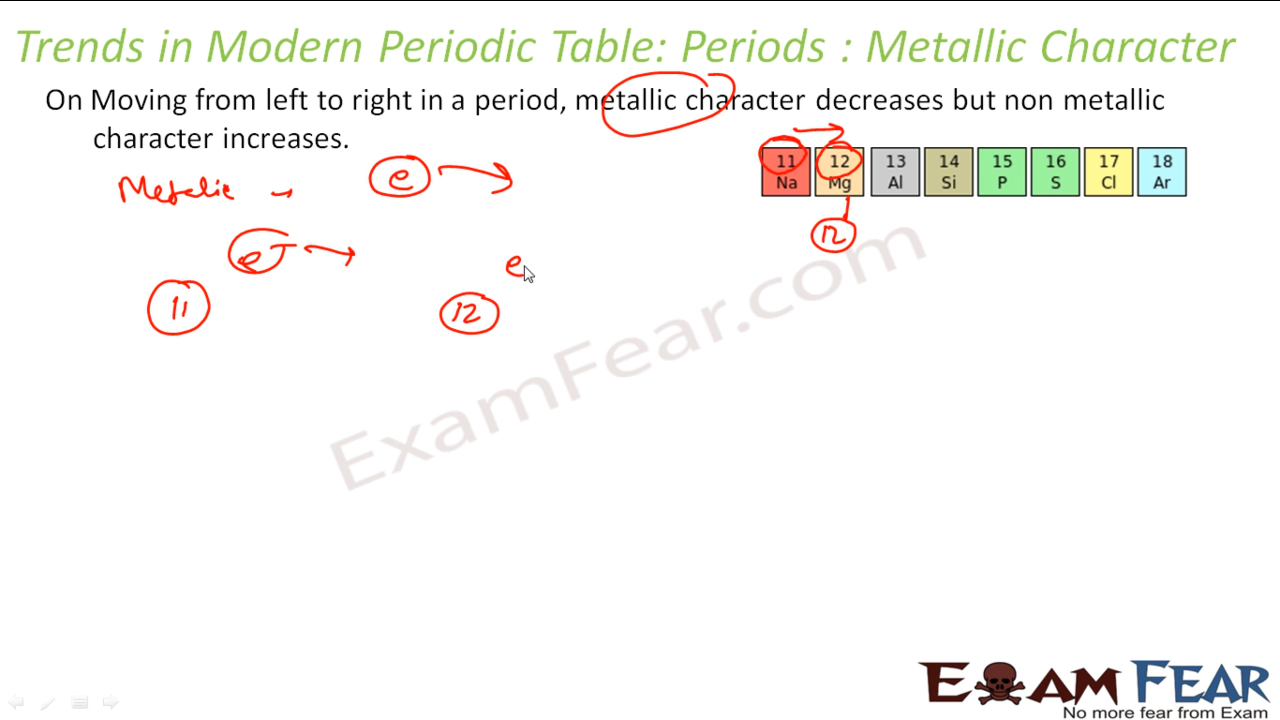 Trends in Modern Periodic Table: Periods : Metallic Character
On Moving from left to right in a period, metallic character decreases but non metallic
character increases.
11 12 13 14 15 16 17 18
Na Mg Al Si P S Cl Ar
Metalic → e
12
e
e
11 12
ExamFear.com
EXAM FEAR
No more fear from Exam